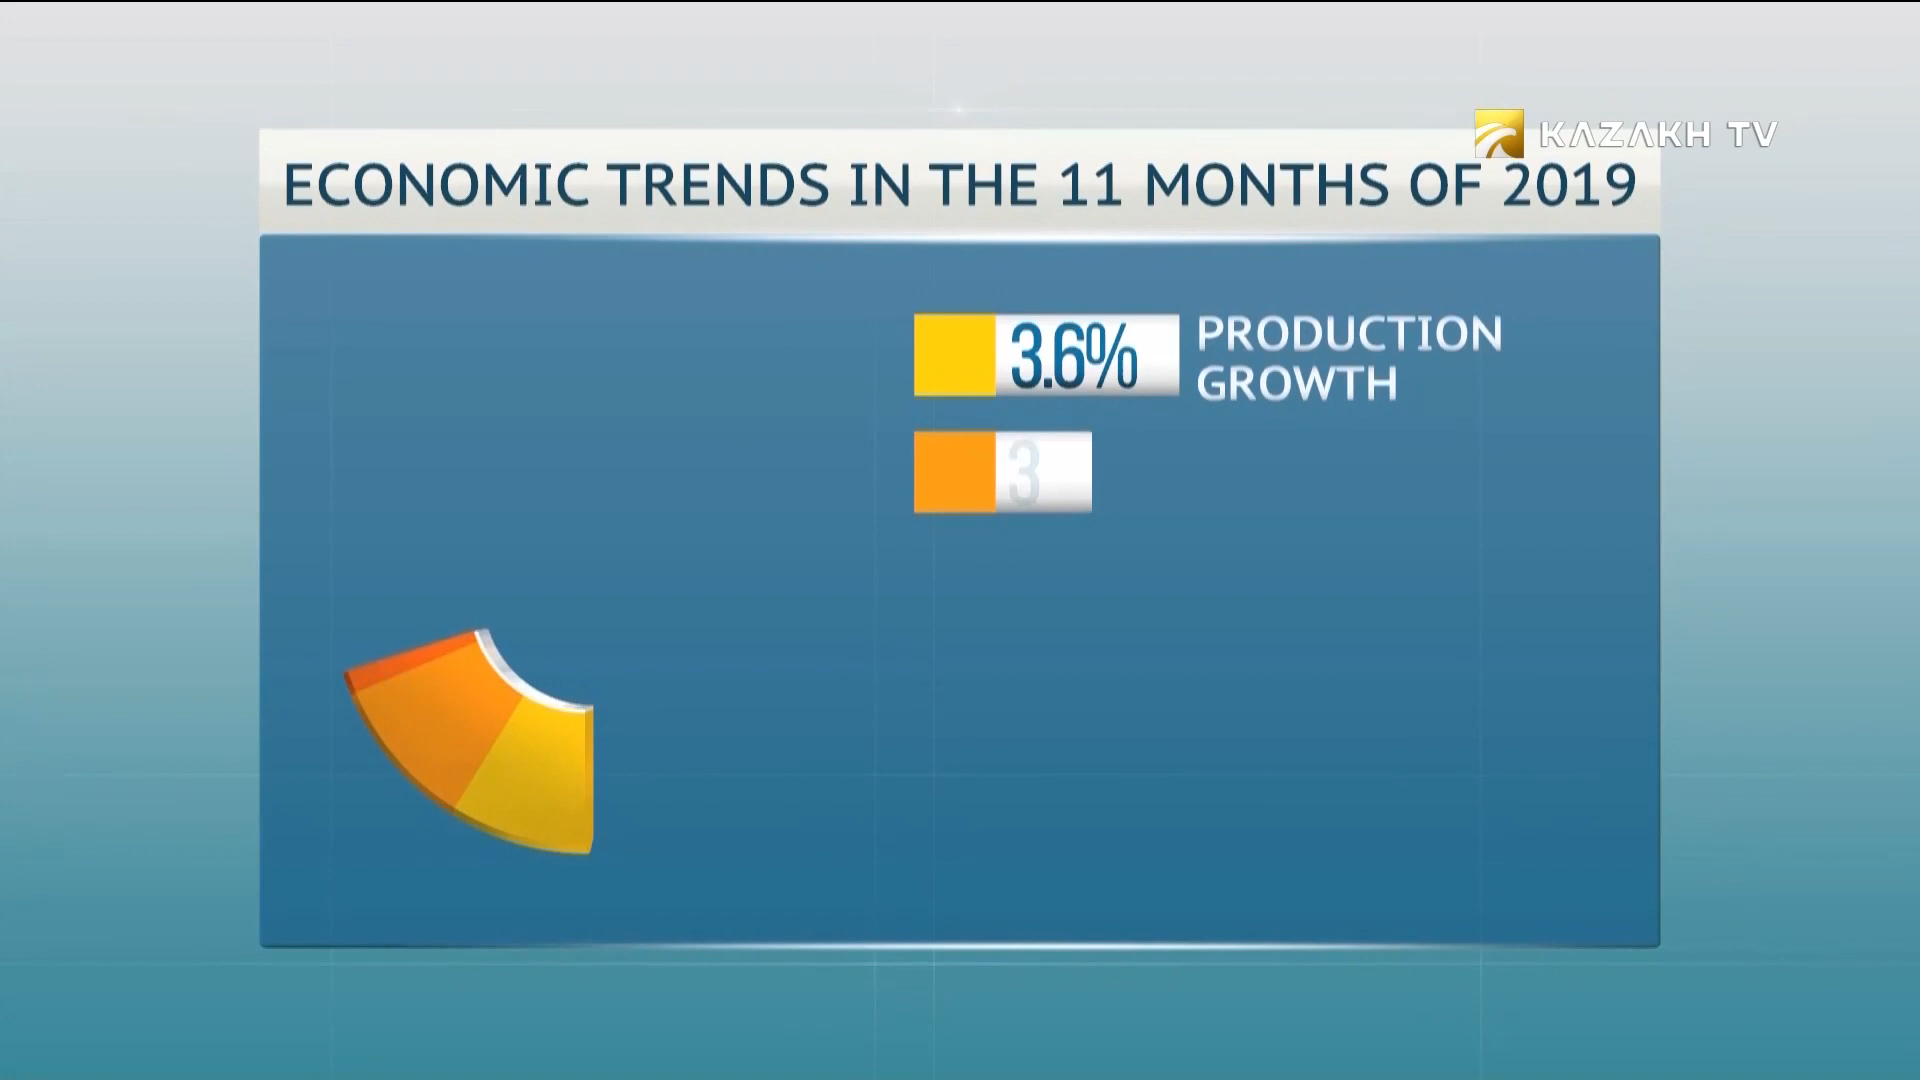 KAZAKH TV
ECONOMIC TRENDS IN THE 11 MONTHS OF 2019
3.6% PRODUCTION
GROWTH
3